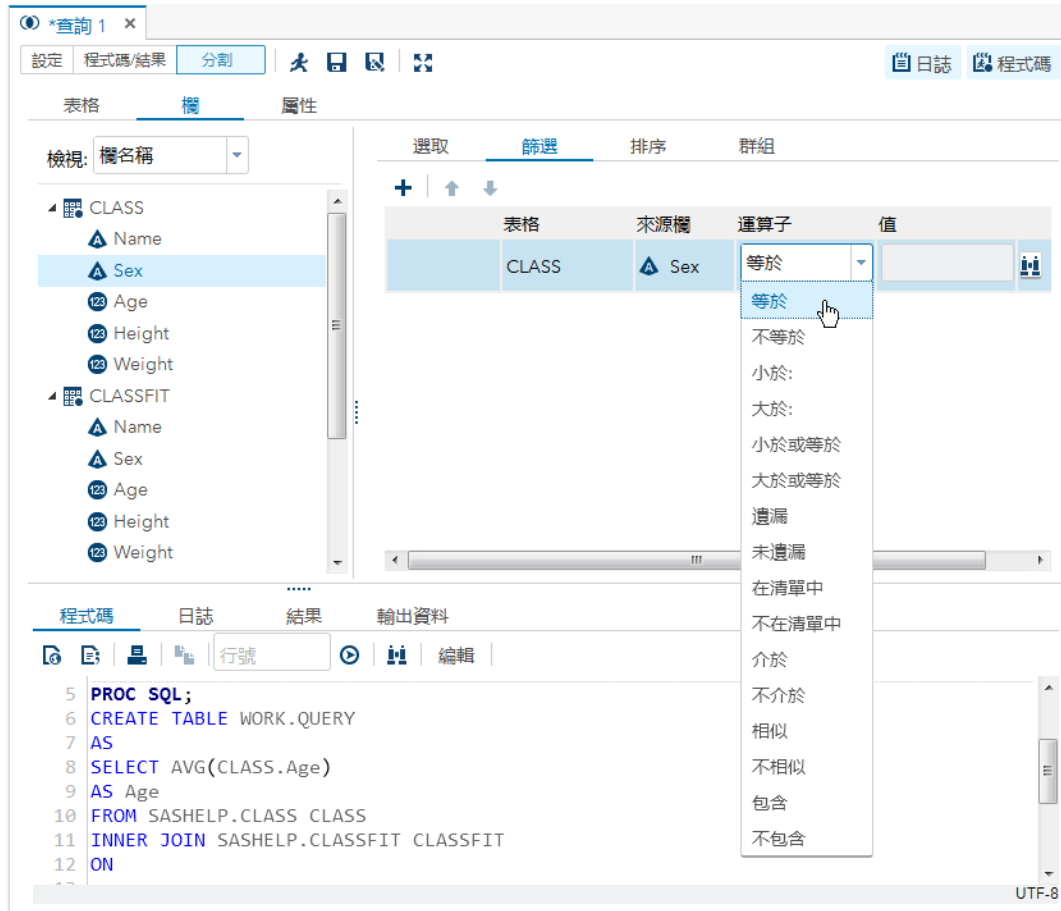 *查詢 1 ×
設定 程式碼/結果 分割 日誌 程式碼
表格 欄 屬性
檢視: 欄名稱
選取 篩選 排序 群組
CLASS
Name
Sex
Age
Height
Weight
CLASSFIT
Name
Sex
Age
Height
Weight
表格 來源欄 運算子 值
CLASS Sex 等於
等於
不等於
小於:
大於:
小於或等於
大於或等於
遺漏
未遺漏
在清單中
不在清單中
介於
不介於
相似
不相似
包含
不包含
程式碼 日誌 結果 輸出資料
行號 編輯
5 PROC SQL;
6 CREATE TABLE WORK.QUERY
7 AS
8 SELECT AVG(CLASS.Age)
9 AS Age
10 FROM SASHELP.CLASS CLASS
11 INNER JOIN SASHELP.CLASSFIT CLASSFIT
12 ON
UTF-8